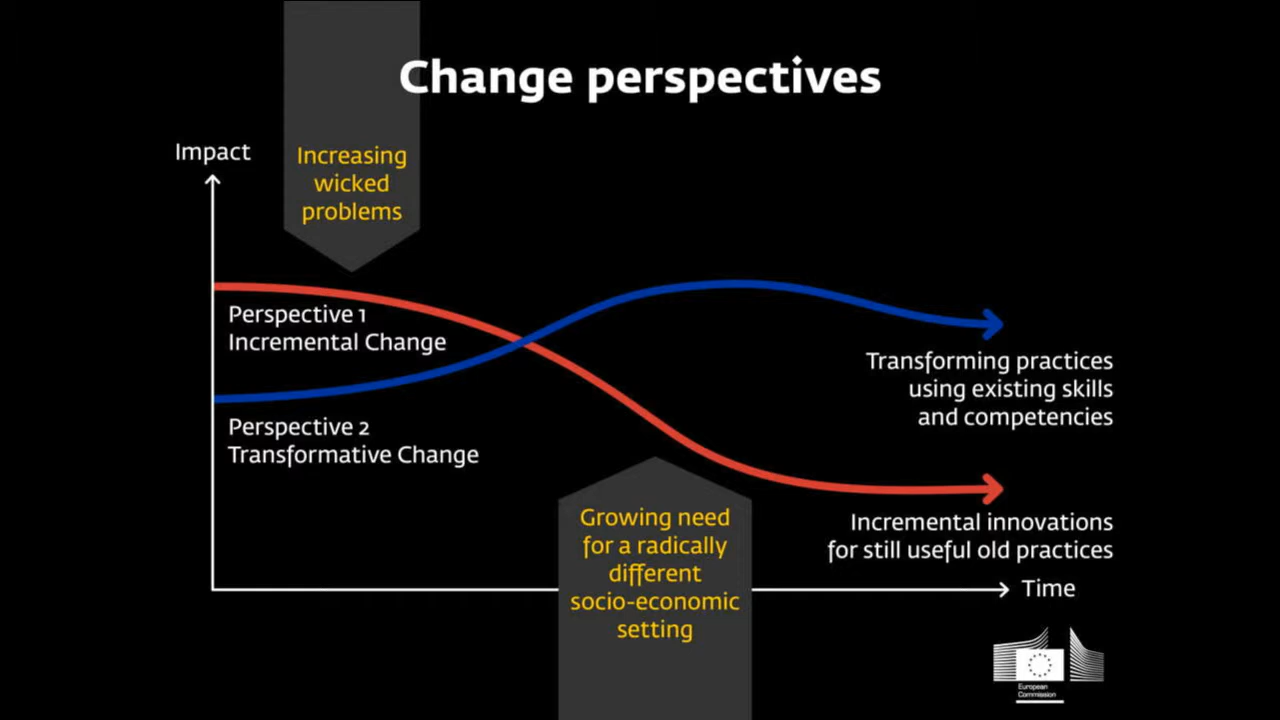 Change perspectives
Impact
Increasing
wicked
problems
Perspective 1
Incremental Change
Perspective 2
Transformative Change
Transforming practices
using existing skills
and competencies
Incremental innovations
for still useful old practices
Growing need
for a radically
different
socio-economic
setting
Time
European
Commission